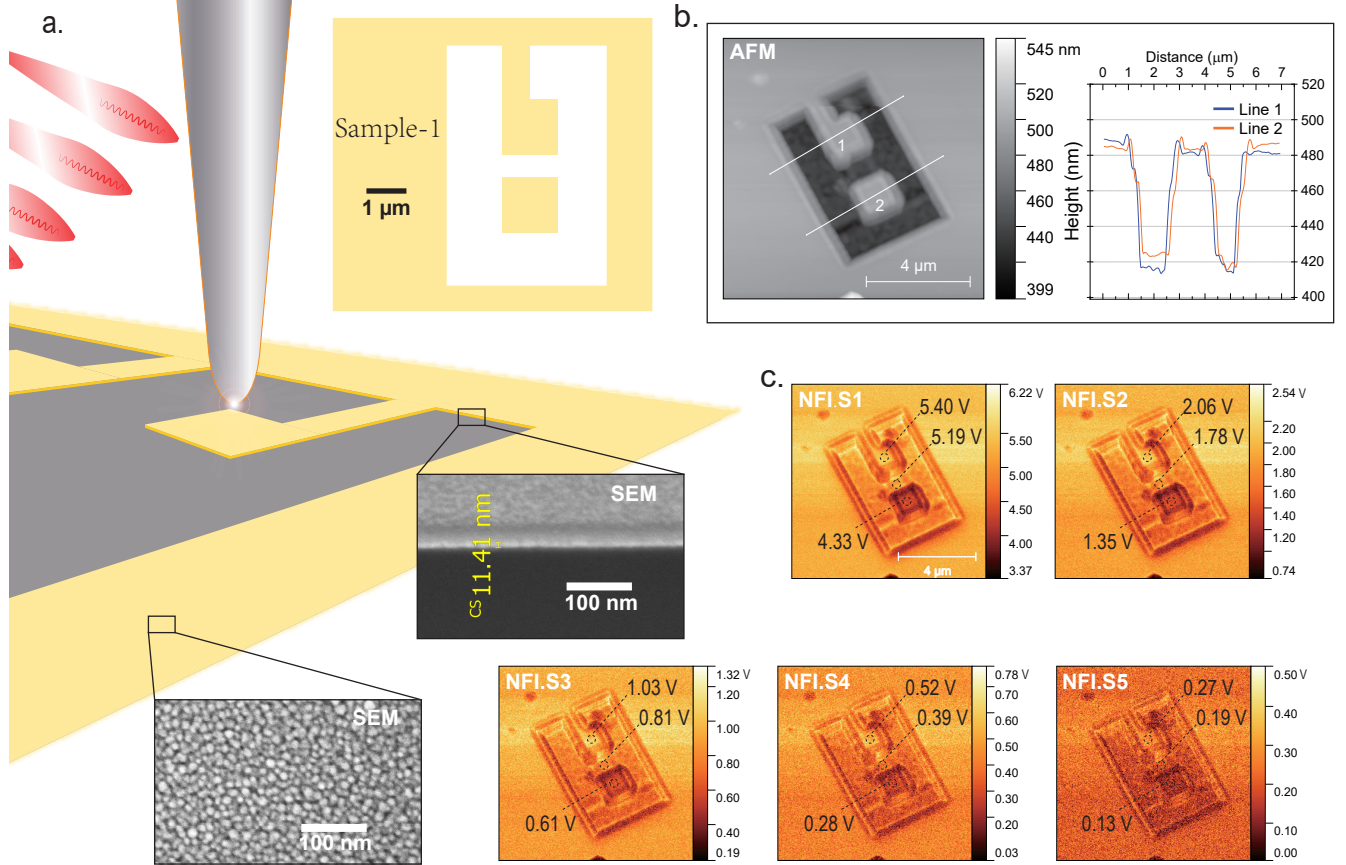 a.
Sample-1
1 μm
SEM
CS 11.41 nm
100 nm
SEM
100 nm
b.
AFM
1
2
4 μm
545 nm
520
500
480
460
440
399
Distance (μm)
0 1 2 3 4 5 6 7
520
500
480
460
440
420
400
Height (nm)
Line 1
Line 2
c.
NFI.S1
5.40 V
5.19 V
4.33 V
4 μm
6.22 V
5.50
5.00
4.50
4.00
3.37
NFI.S2
2.06 V
1.78 V
1.35 V
2.54 V
2.20
2.00
1.80
1.60
1.40
1.20
0.74
NFI.S3
1.03 V
0.81 V
0.61 V
1.32 V
1.20
1.00
0.80
0.60
0.40
0.19
NFI.S4
0.52 V
0.39 V
0.28 V
0.78 V
0.70
0.60
0.50
0.40
0.30
0.20
0.03
NFI.S5
0.27 V
0.19 V
0.13 V
0.50 V
0.40
0.30
0.20
0.10
0.00